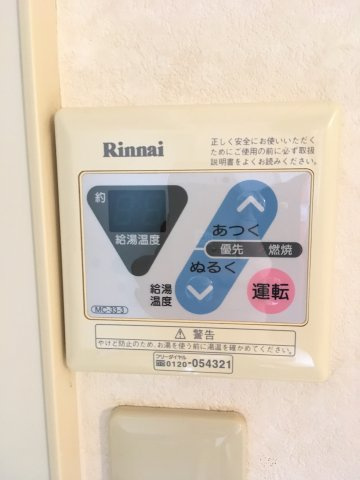 Rinnai
正しく安全にお使いいただく
ためにご使用の前に必ず取扱
説明書をよくお読みください。
約
給湯温度
あつく
優先 燃焼
ぬるく
給湯
温度
運転
MC-33-3
⚠ 警告
やけど防止のため、お湯を使う前に湯温を確かめてください。
フリーダイヤル
0120-054321